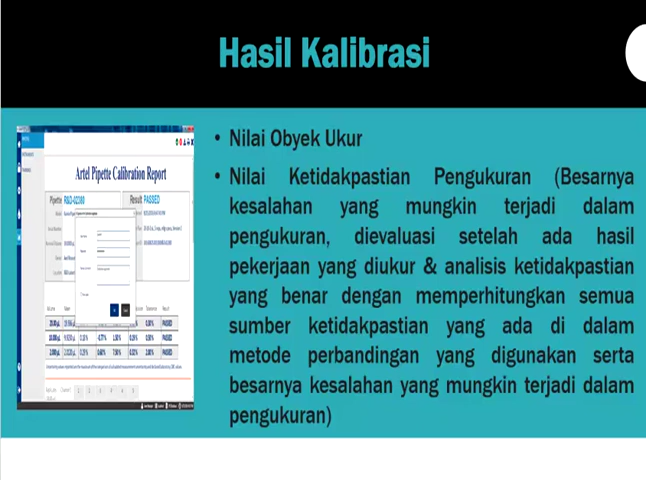 Hasil Kalibrasi
• Nilai Obyek Ukur
• Nilai Ketidakpastian Pengukuran (Besarnya
kesalahan yang mungkin terjadi dalam
pengukuran, dievaluasi setelah ada hasil
pekerjaan yang diukur & analisis ketidakpastian
yang benar dengan memperhitungkan semua
sumber ketidakpastian yang ada di dalam
metode perbandingan yang digunakan serta
besarnya kesalahan yang mungkin terjadi dalam
pengukuran)
Artel Pipette Calibration Report
Pipette R&D-02380
Result PASSED
PASSED
PASSED
PASSED